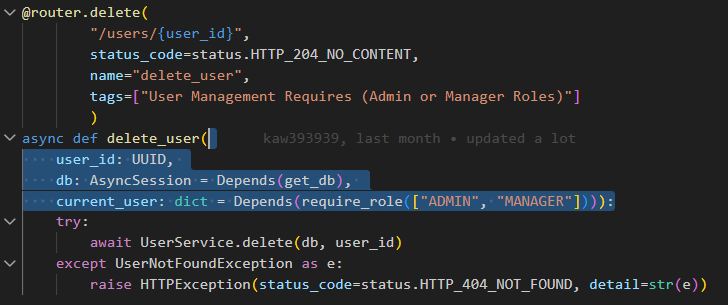 @router.delete(
"/users/{user_id}",
status_code=status.HTTP_204_NO_CONTENT,
name="delete_user",
tags=["User Management Requires (Admin or Manager Roles)"]
)
async def delete_user( kaw393939, last month • updated a lot
user_id: UUID,
db: AsyncSession = Depends(get_db),
current_user: dict = Depends(require_role(["ADMIN", "MANAGER"]))):
try:
await UserService.delete(db, user_id)
except UserNotFoundException as e:
raise HTTPException(status_code=status.HTTP_404_NOT_FOUND, detail=str(e))